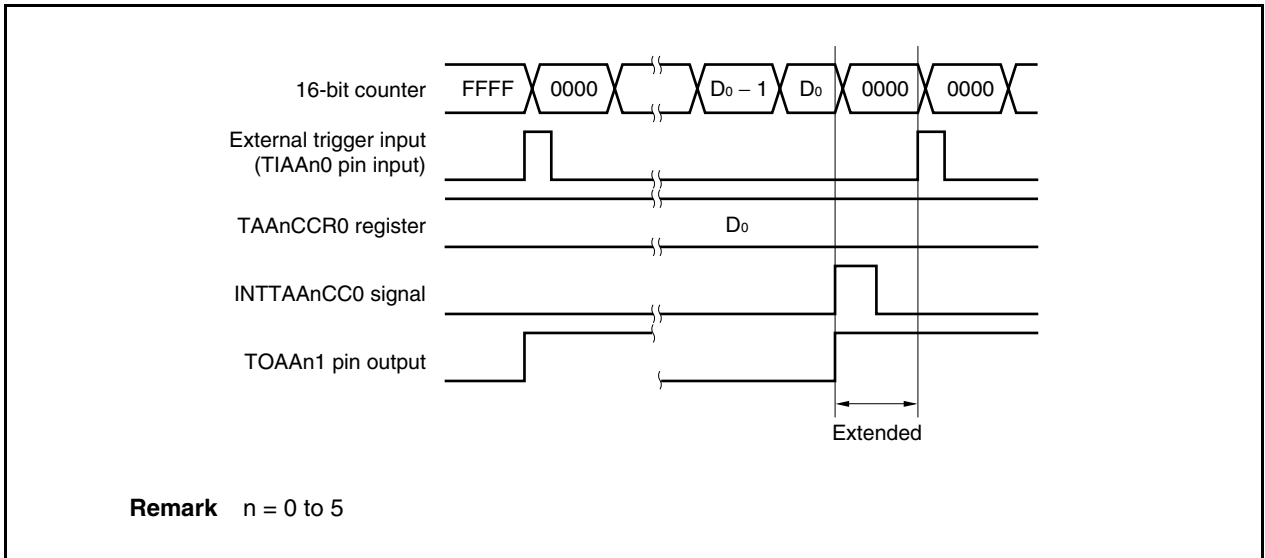 16-bit counter FFFF 0000 D₀ − 1 D₀ 0000 0000
External trigger input
(TIAAn0 pin input)
TAAnCCR0 register D₀
INTTAAnCC0 signal
TOAAn1 pin output
Extended
Remark n = 0 to 5